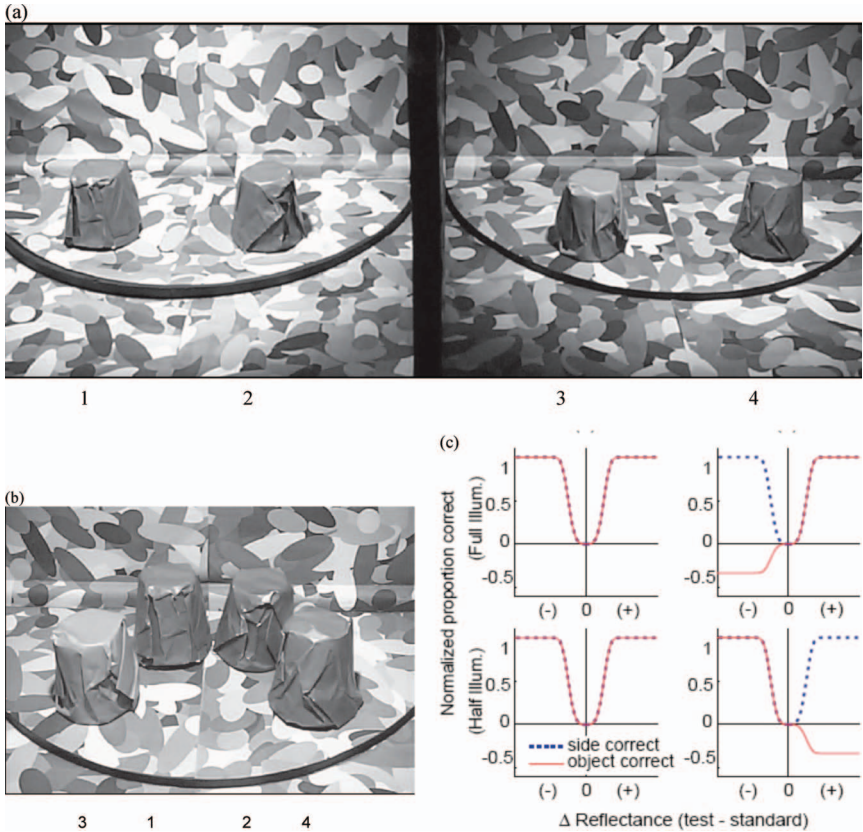 (a)
1 2 3 4
(b)
3 1 2 4
(c)
Normalized proportion correct
(Full Illum.)
1
0.5
0
-0.5
(-) 0 (+)
1
0.5
0
-0.5
(-) 0 (+)
(Half Illum.)
1
0.5
0
-0.5
side correct
object correct
(-) 0 (+)
1
0.5
0
-0.5
(-) 0 (+)
Δ Reflectance (test - standard)